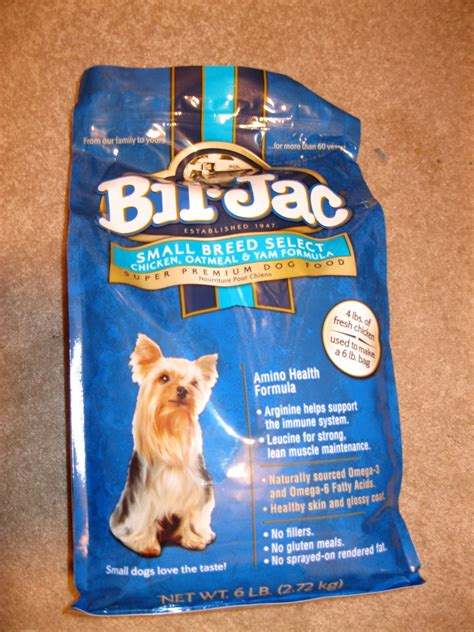 From our family to yours
for more than 60 years
Bil Jac
ESTABLISHED 1947
SMALL BREED SELECT
CHICKEN, OATMEAL & YAM FORMULA
SUPER PREMIUM DOG FOOD
Nourriture Pour Chiens
4 lbs. of
fresh chicken
used to make
a 6 lb. bag
Amino Health
Formula
• Arginine helps support
the immune system.
• Leucine for strong,
lean muscle maintenance.
• Naturally sourced Omega-3
and Omega-6 Fatty Acids.
• Healthy skin and glossy coat.
• No fillers.
• No gluten meals.
• No sprayed-on rendered fat.
Small dogs love the taste!
NET WT. 6 LB. (2.72 kg)